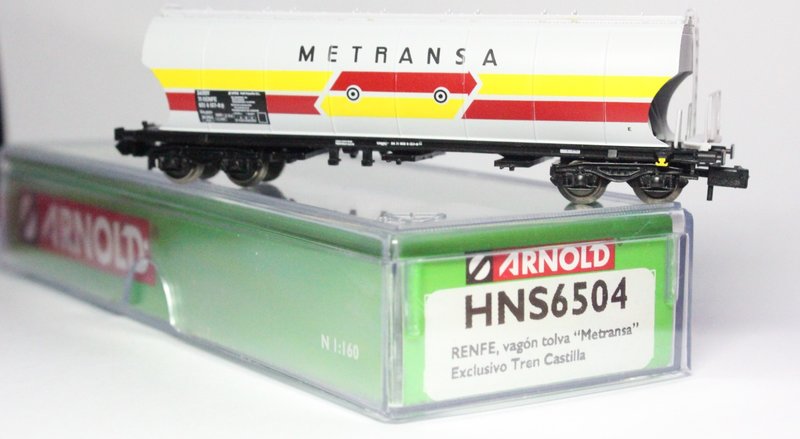 METRANSA
E
ARNOLD
N 1:160
ARNOLD
HNS6504
RENFE, vagón tolva "Metransa"
Exclusivo Tren Castilla